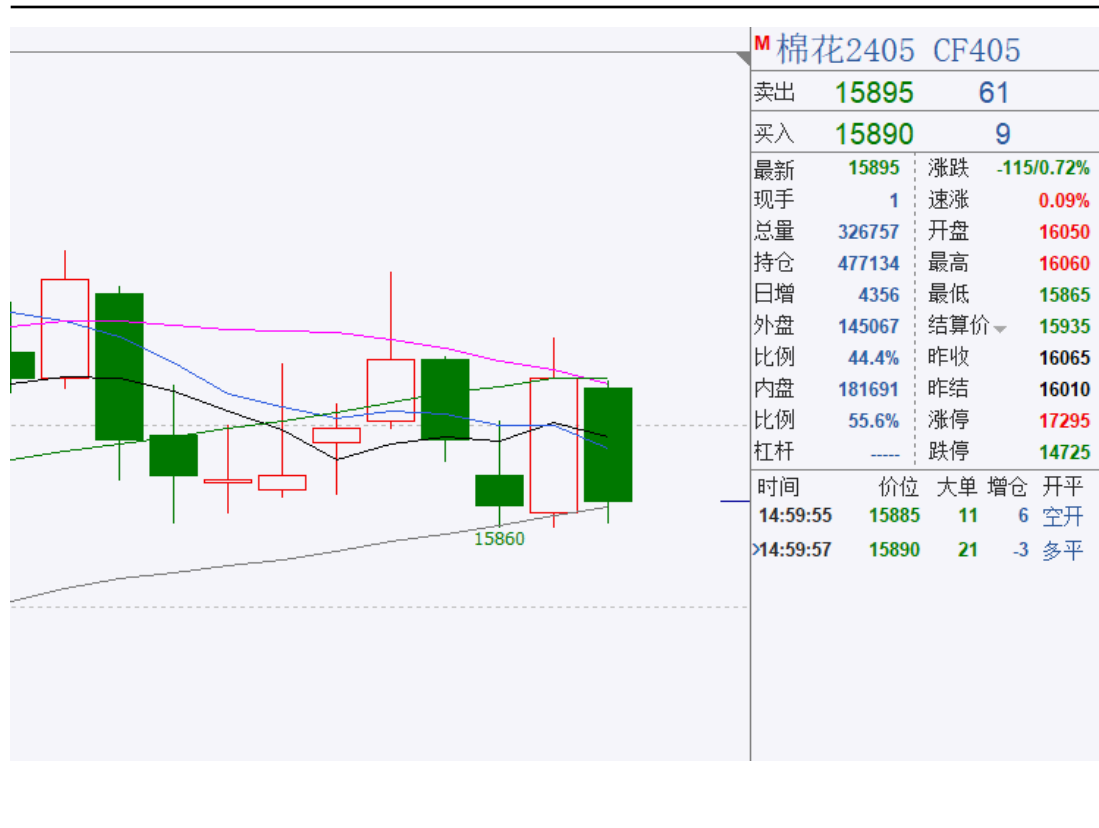 M 棉花2405 CF405
卖出 15895 61
买入 15890 9
最新 15895 涨跌 -115/0.72%
现手 1 速涨 0.09%
总量 326757 开盘 16050
持仓 477134 最高 16060
日增 4356 最低 15865
外盘 145067 结算价 15935
比例 44.4% 昨收 16065
内盘 181691 昨结 16010
比例 55.6% 涨停 17295
杠杆 ----- 跌停 14725
时间 价位 大单 增仓 开平
14:59:55 15885 11 6 空开
>14:59:57 15890 21 -3 多平
15860